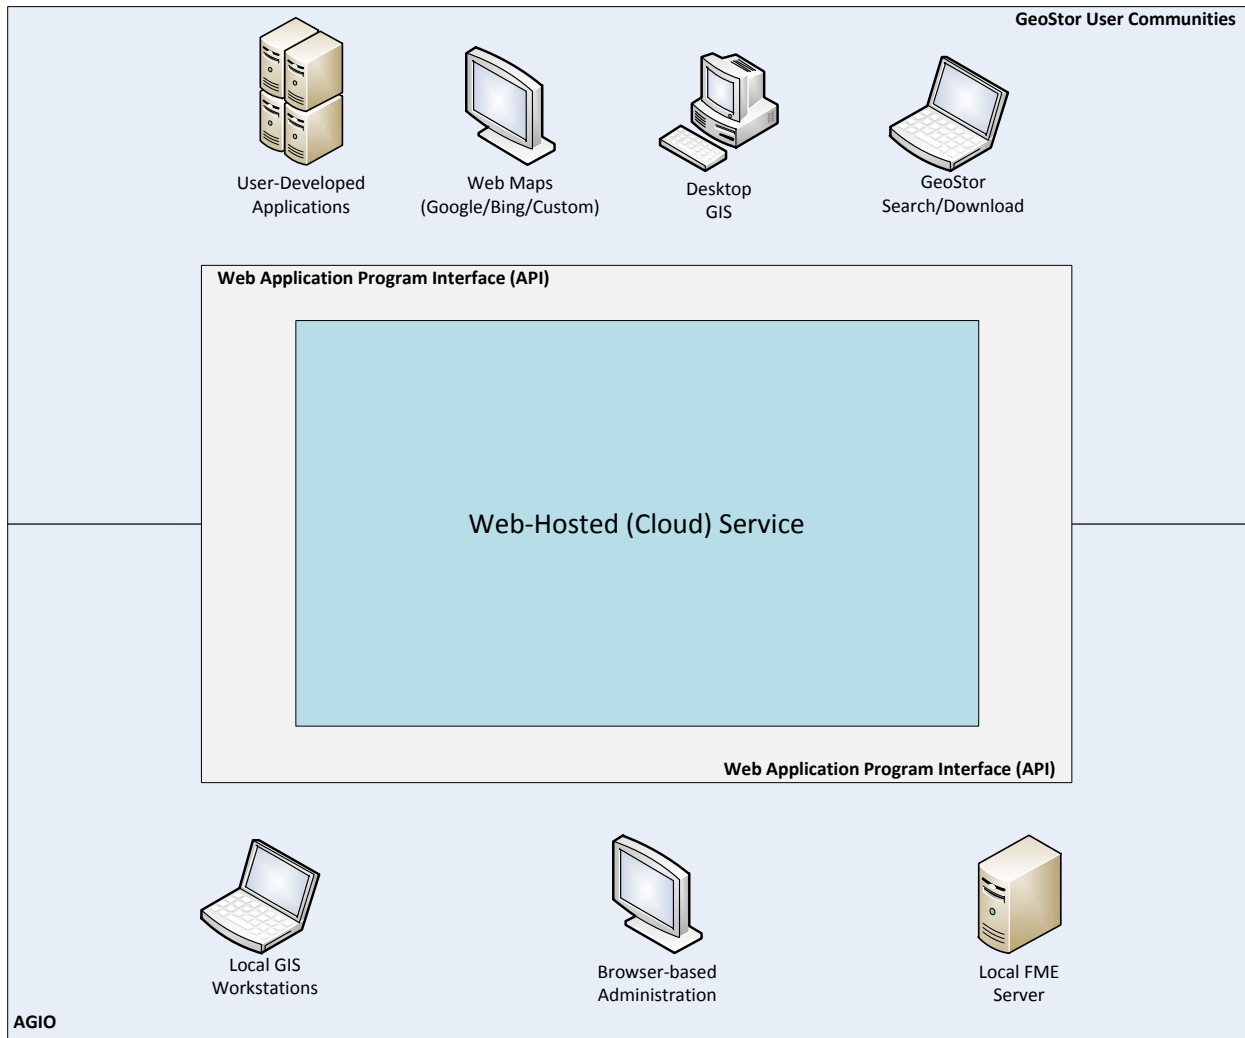 GeoStor User Communities
User-Developed
Applications
Web Maps
(Google/Bing/Custom)
Desktop
GIS
GeoStor
Search/Download
Web Application Program Interface (API)
Web-Hosted (Cloud) Service
Web Application Program Interface (API)
Local GIS
Workstations
Browser-based
Administration
Local FME
Server
AGIO